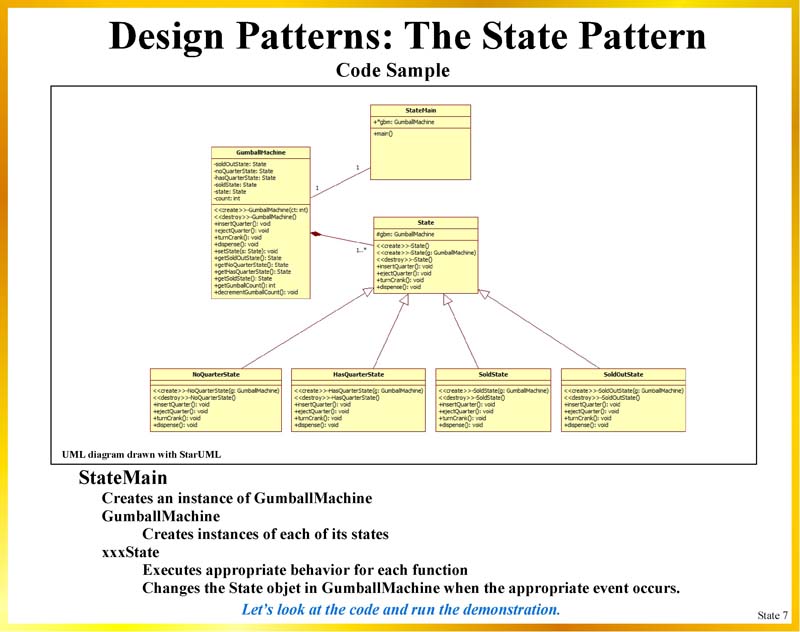 Design Patterns: The State Pattern
Code Sample
StateMain
+*gbm: GumballMachine
+main()
GumballMachine
-soldOutState: State
-noQuarterState: State
-hasQuarterState: State
-soldState: State
-state: State
-count: int
<<create>>-GumballMachine(ct: int)
<<destroy>>-GumballMachine()
+insertQuarter(): void
+ejectQuarter(): void
+turnCrank(): void
+dispense(): void
+setState(s: State): void
+getSoldOutState(): State
+getNoQuarterState(): State
+getHasQuarterState(): State
+getSoldState(): State
+getGumballCount(): int
+decrementGumballCount(): void
1
1
1..*
State
#gbm: GumballMachine
<<create>>-State()
<<create>>-State(g: GumballMachine)
<<destroy>>-State()
+insertQuarter(): void
+ejectQuarter(): void
+turnCrank(): void
+dispense(): void
NoQuarterState
<<create>>-NoQuarterState(g: GumballMachine)
<<destroy>>-NoQuarterState()
+insertQuarter(): void
+ejectQuarter(): void
+turnCrank(): void
+dispense(): void
HasQuarterState
<<create>>-HasQuarterState(g: GumballMachine)
<<destroy>>-HasQuarterState()
+insertQuarter(): void
+ejectQuarter(): void
+turnCrank(): void
+dispense(): void
SoldState
<<create>>-SoldState(g: GumballMachine)
<<destroy>>-SoldState()
+insertQuarter(): void
+ejectQuarter(): void
+turnCrank(): void
+dispense(): void
SoldOutState
<<create>>-SoldOutState(g: GumballMachine)
<<destroy>>-SoldOutState()
+insertQuarter(): void
+ejectQuarter(): void
+turnCrank(): void
+dispense(): void
UML diagram drawn with StarUML
StateMain
Creates an instance of GumballMachine
GumballMachine
Creates instances of each of its states
xxxState
Executes appropriate behavior for each function
Changes the State objet in GumballMachine when the appropriate event occurs.
Let's look at the code and run the demonstration.
State 7